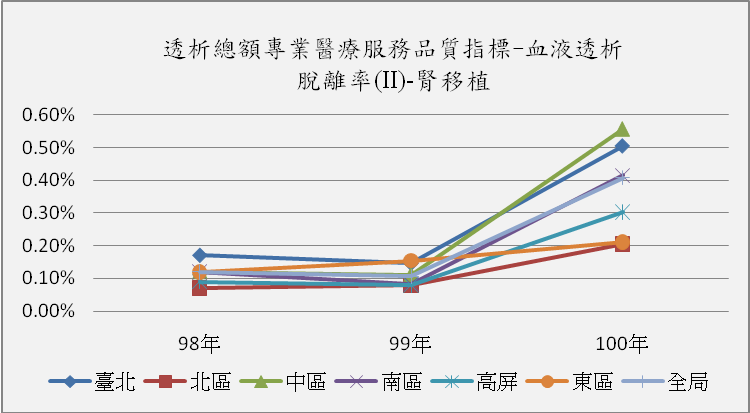 透析總額專業醫療服務品質指標-血液透析
脫離率(II)-腎移植
0.60%
0.50%
0.40%
0.30%
0.20%
0.10%
0.00%
98年 99年 100年
臺北 北區 中區 南區 高屏 東區 全局